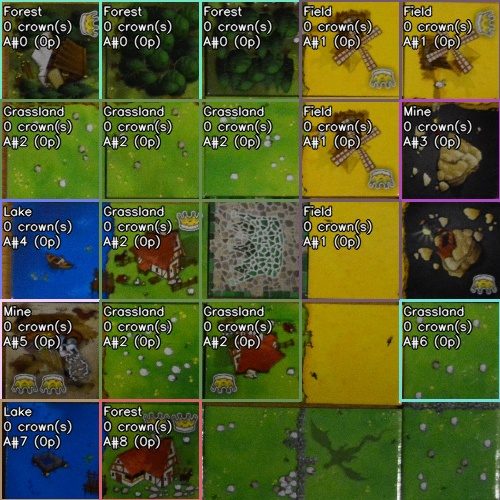 Forest
0 crown(s)
A#0 (0p)
Forest
0 crown(s)
A#0 (0p)
Forest
0 crown(s)
A#0 (0p)
Field
0 crown(s)
A#1 (0p)
Field
0 crown(s)
A#1 (0p)
Grassland
0 crown(s)
A#2 (0p)
Grassland
0 crown(s)
A#2 (0p)
Grassland
0 crown(s)
A#2 (0p)
Field
0 crown(s)
A#1 (0p)
Mine
0 crown(s)
A#3 (0p)
Lake
0 crown(s)
A#4 (0p)
Grassland
0 crown(s)
A#2 (0p)
Field
0 crown(s)
A#1 (0p)
Mine
0 crown(s)
A#5 (0p)
Grassland
0 crown(s)
A#2 (0p)
Grassland
0 crown(s)
A#2 (0p)
Grassland
0 crown(s)
A#6 (0p)
Lake
0 crown(s)
A#7 (0p)
Forest
0 crown(s)
A#8 (0p)